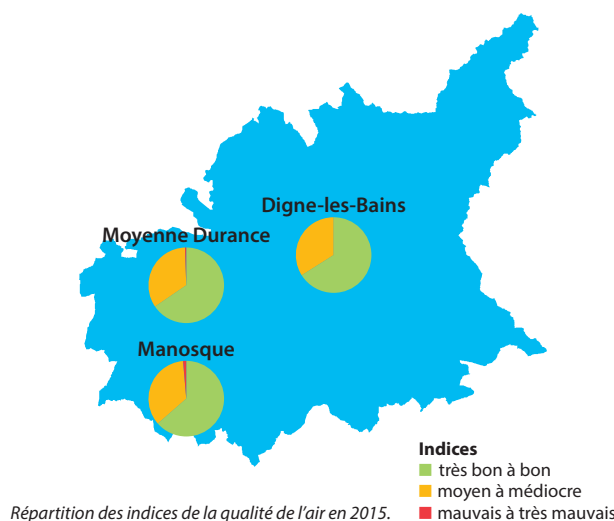 Digne-les-Bains
Moyenne Durance
Manosque
Indices
très bon à bon
moyen à médiocre
mauvais à très mauvais
Répartition des indices de la qualité de l'air en 2015.